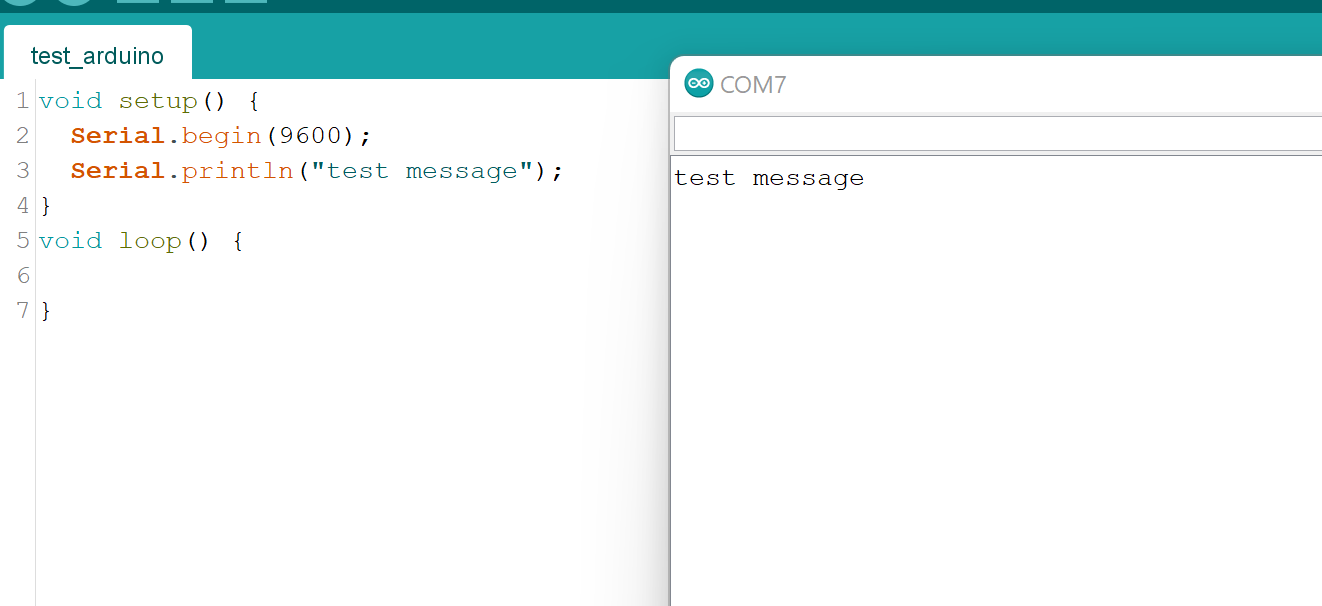 test_arduino
1 void setup() {
2 Serial.begin(9600);
3 Serial.println("test message");
4 }
5 void loop() {
6
7 }
COM7
test message